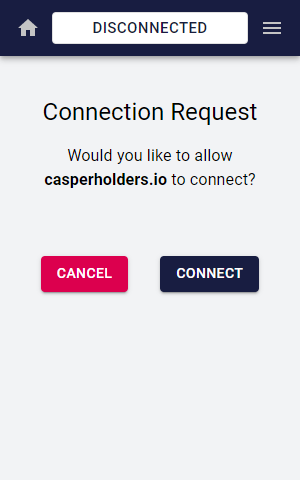 DISCONNECTED
Connection Request
Would you like to allow
casperholders.io to connect?
CANCEL CONNECT